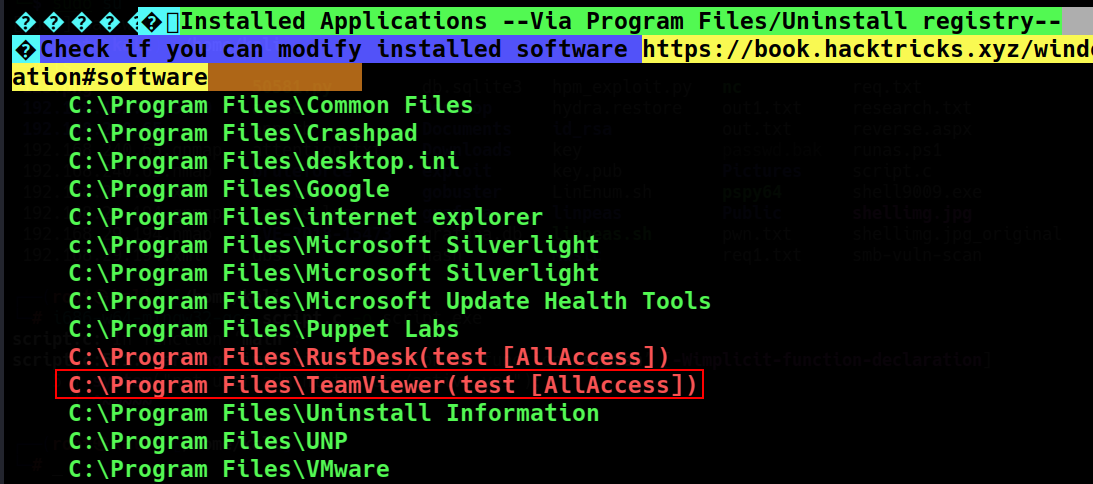 Installed Applications --Via Program Files/Uninstall registry--
Check if you can modify installed software https://book.hacktricks.xyz/wind
ation#software
C:\Program Files\Common Files
C:\Program Files\Crashpad
C:\Program Files\desktop.ini
C:\Program Files\Google
C:\Program Files\internet explorer
c:\Program Files\Microsoft Silverlight
C:\Program Files\Microsoft Silverlight
C:\Program Files\Microsoft Update Health Tools
C:\Program Files\Puppet Labs
C:\Program Files\RustDesk(test [AllAccess])
C:\Program Files\TeamViewer(test [AllAccess])
C:\Program Files\Uninstall Information
C:\Program Files\UNP
C:\Program Files\VMware